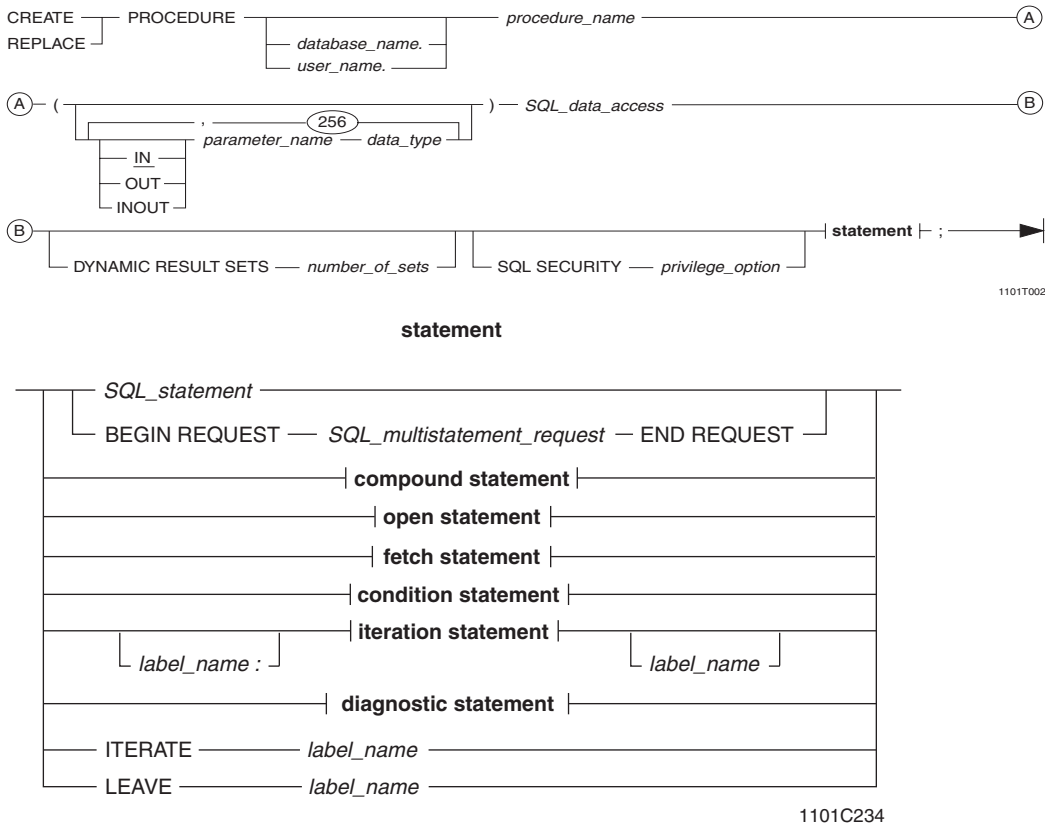 CREATE PROCEDURE procedure_name A
REPLACE database_name.
user_name.
A ( ) SQL_data_access B
, 256
parameter_name data_type
IN
OUT
INOUT
B statement ;
DYNAMIC RESULT SETS number_of_sets SQL SECURITY privilege_option
1101T002
statement
SQL_statement
BEGIN REQUEST SQL_multistatement_request END REQUEST
compound statement
open statement
fetch statement
condition statement
iteration statement
label_name : label_name
diagnostic statement
ITERATE label_name
LEAVE label_name
1101C234